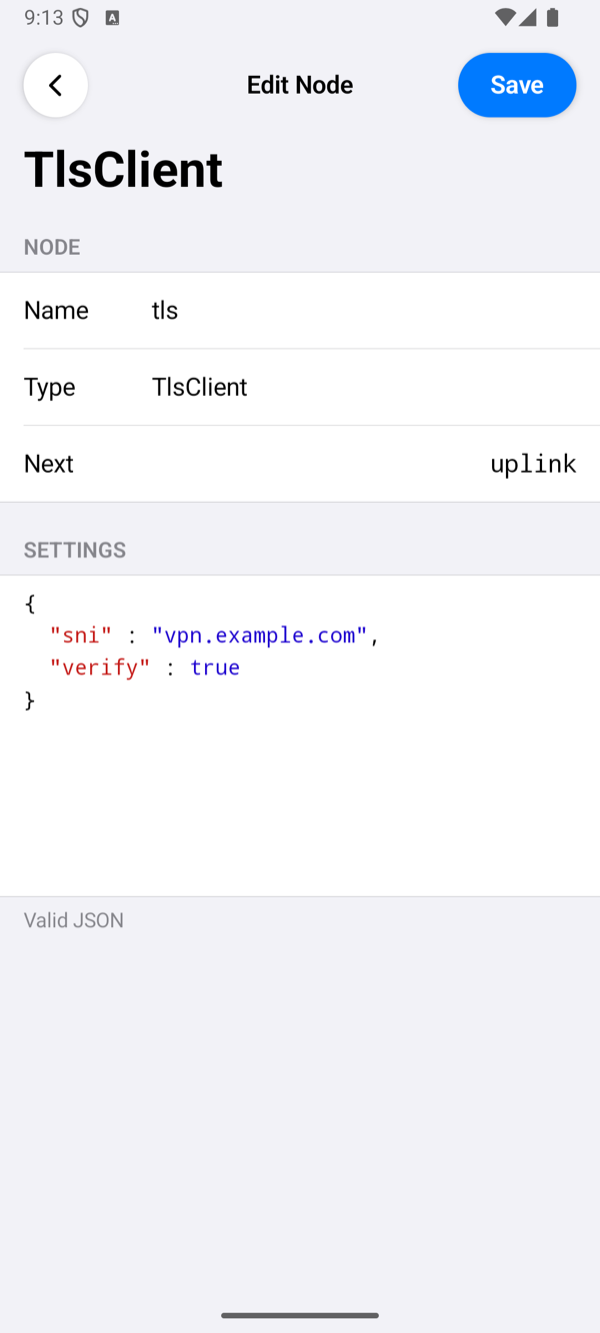 9:13
A
Edit Node
Save
TlsClient
NODE
Name tls
Type TlsClient
Next uplink
SETTINGS
{
  "sni" : "vpn.example.com",
  "verify" : true
}
Valid JSON